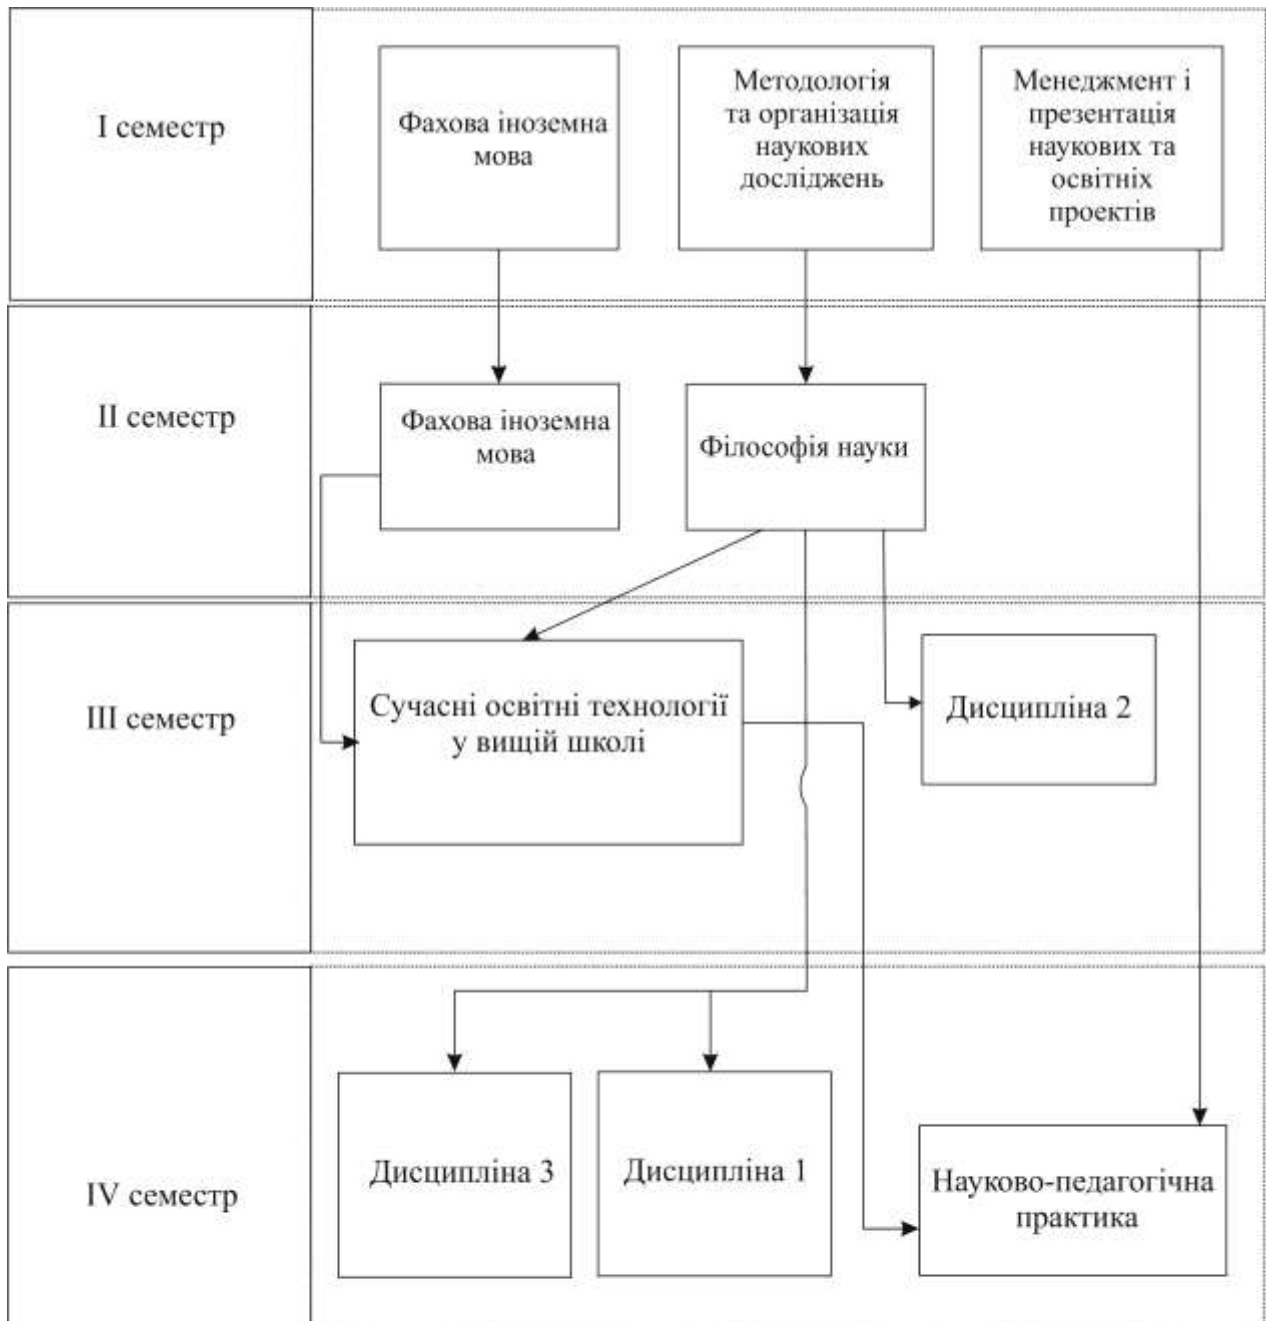 І семестр
Фахова іноземна
мова
Методологія
та організація
наукових
досліджень
Менеджмент і
презентація
наукових та
освітніх
проектів
ІІ семестр
Фахова іноземна
мова
Філософія науки
ІІІ семестр
Сучасні освітні технології
у вищій школі
Дисципліна 2
IV семестр
Дисципліна 3
Дисципліна 1
Науково-педагогічна
практика